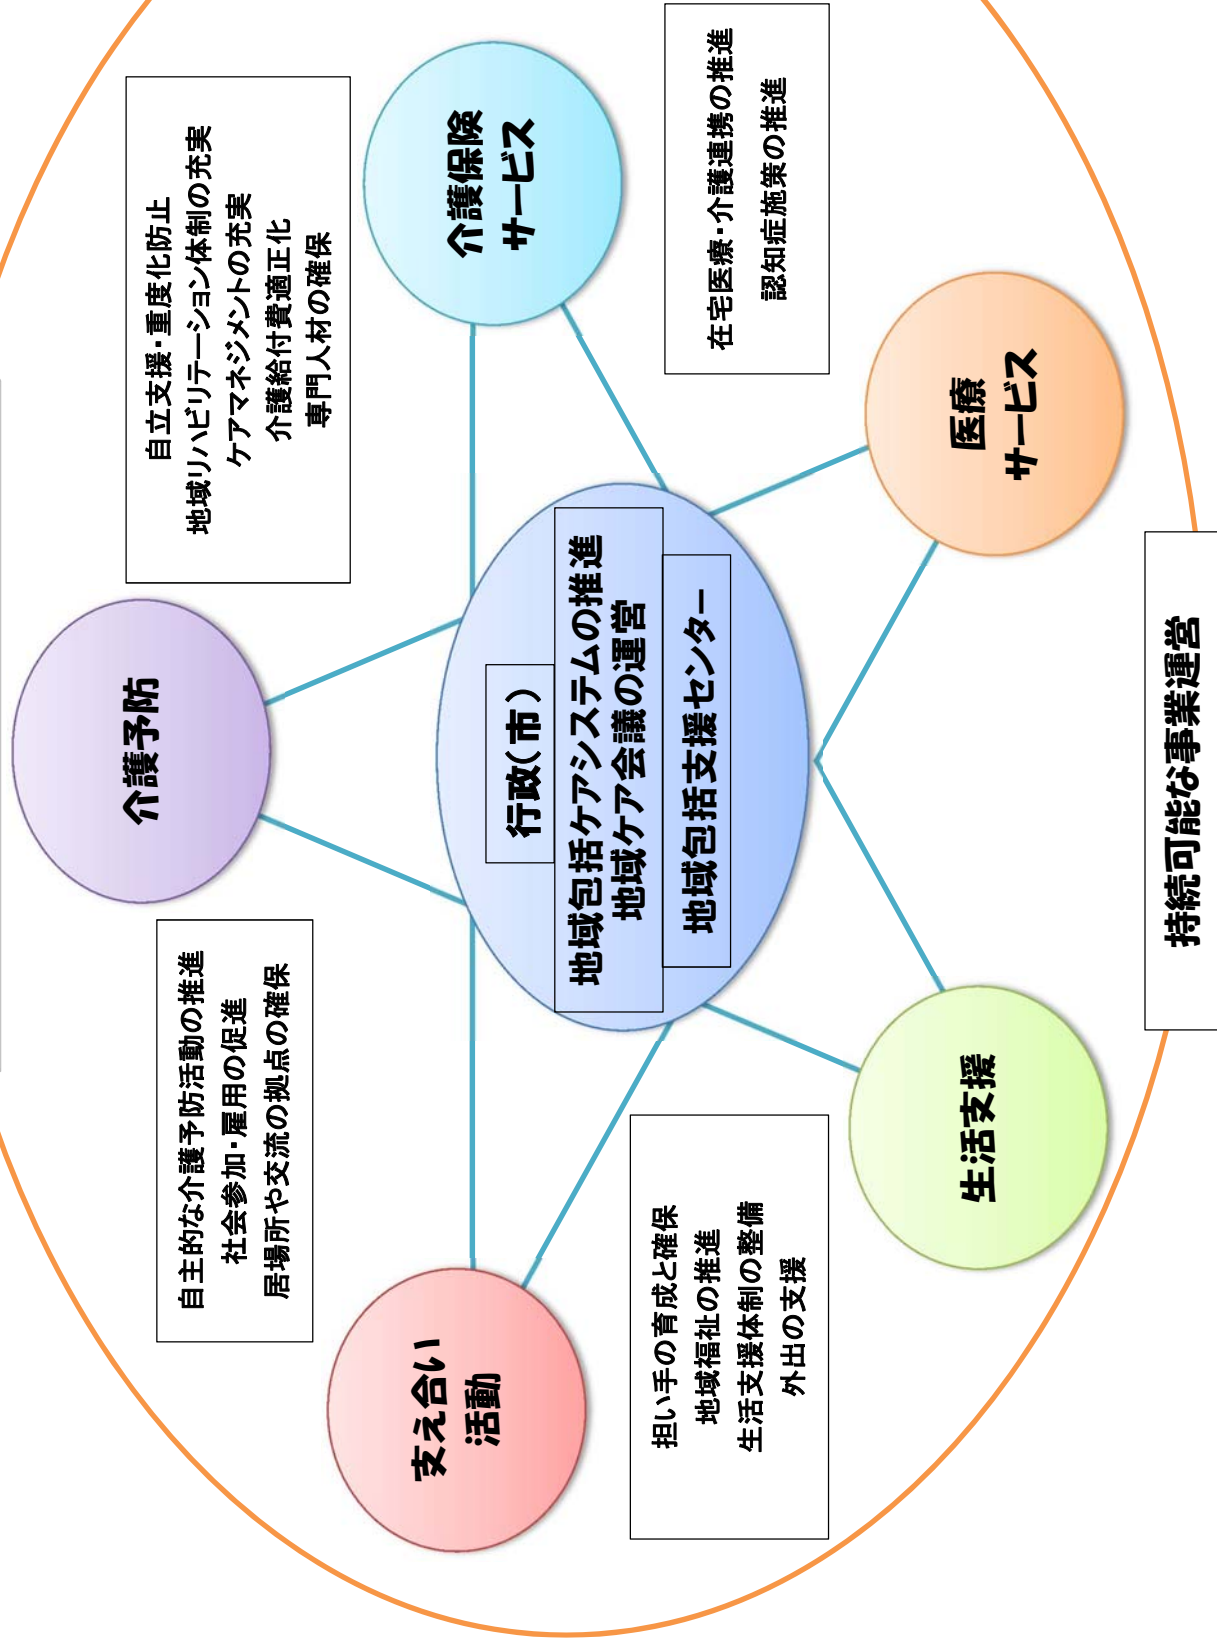 介護予防
自主的な介護予防活動の推進
社会参加・雇用の促進
居場所や交流の拠点の確保
自立支援・重度化防止
地域リハビリテーション体制の充実
ケアマネジメントの充実
介護給付費適正化
専門人材の確保
支え合い
活動
介護保険
サービス
行政(市)
地域包括ケアシステムの推進
地域ケア会議の運営
地域包括支援センター
担い手の育成と確保
地域福祉の推進
生活支援体制の整備
外出の支援
在宅医療・介護連携の推進
認知症施策の推進
生活支援
医療
サービス
持続可能な事業運営